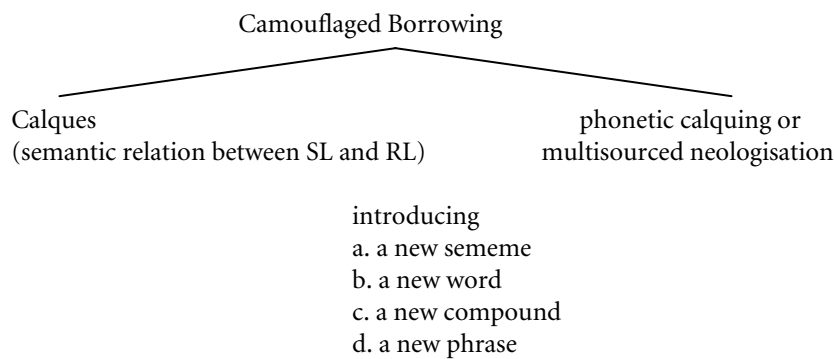 Camouflaged Borrowing
Calques
(semantic relation between SL and RL)
phonetic calquing or
multisourced neologisation
introducing
a. a new sememe
b. a new word
c. a new compound
d. a new phrase